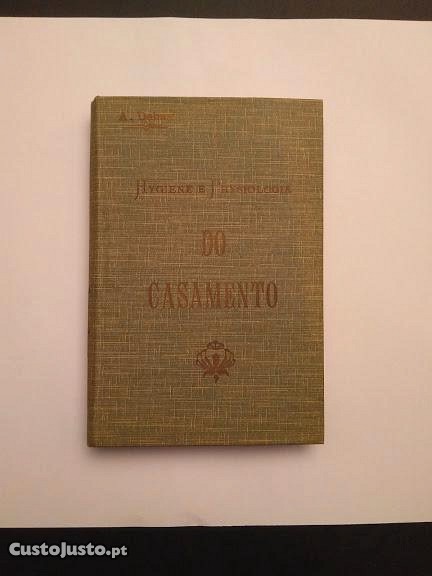 A. Debay
HYGIENE E PHYSIOLOGIA
DO
CASAMENTO
CustoJusto.pt